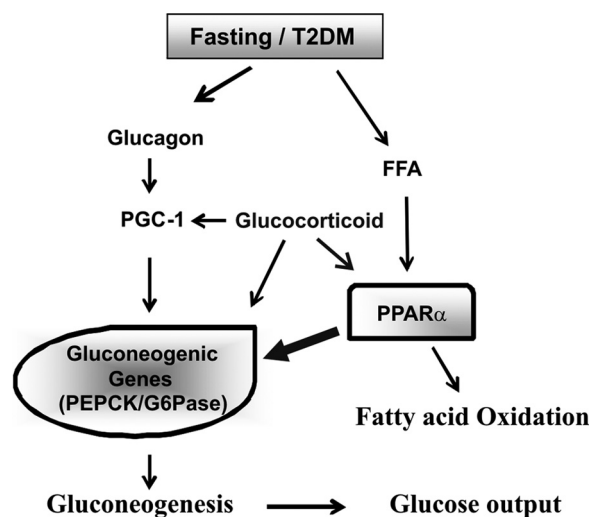 Fasting / T2DM
Glucagon
FFA
PGC-1
Glucocorticoid
PPARα
Gluconeogenic
Genes
(PEPCK/G6Pase)
Fatty acid Oxidation
Gluconeogenesis
Glucose output